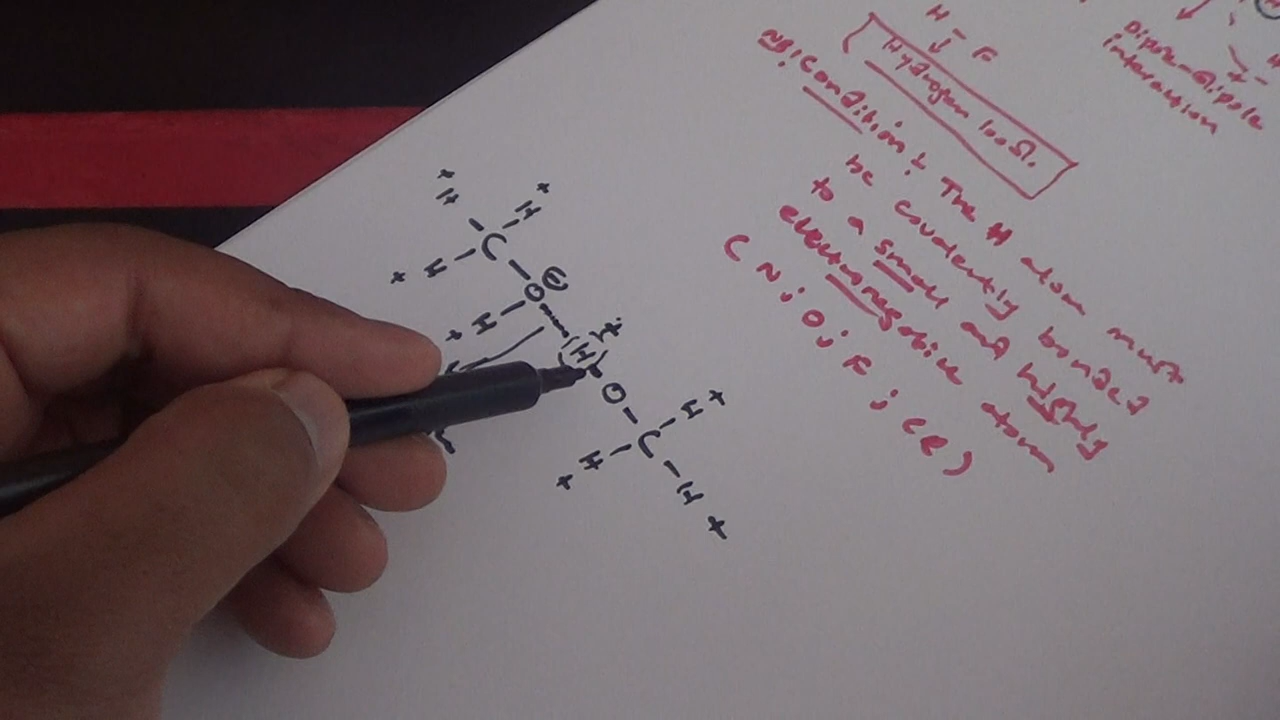 H
F
Hydrogen bond.
NB: Condition: The H atom must
be covalently bonded
to a small and highly
electronegative atom
(N; O; F; Cl)
Dipole-dipole
interaction
+ H H +
+ H - C
O
+ H
H
O
C - H +
+ H
H
+